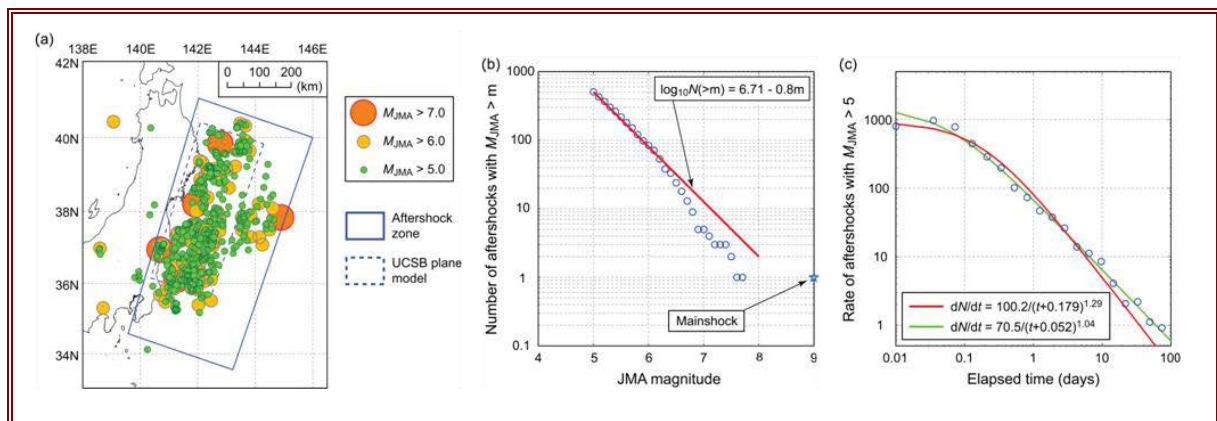 (a)
138E 140E 142E 144E 146E
42N
40N
38N
36N
34N
0 100 200
(km)
M_JMA > 7.0
M_JMA > 6.0
M_JMA > 5.0
Aftershock
zone
UCSB plane
model
(b)
Number of aftershocks with M_JMA > m
1000
100
10
1
0.1
log₁₀N(>m) = 6.71 - 0.8m
Mainshock
4 5 6 7 8 9
JMA magnitude
(c)
Rate of aftershocks with M_JMA > 5
1000
100
10
1
dN/dt = 100.2/(t+0.179)^1.29
dN/dt = 70.5/(t+0.052)^1.04
0.01 0.1 1 10 100
Elapsed time (days)